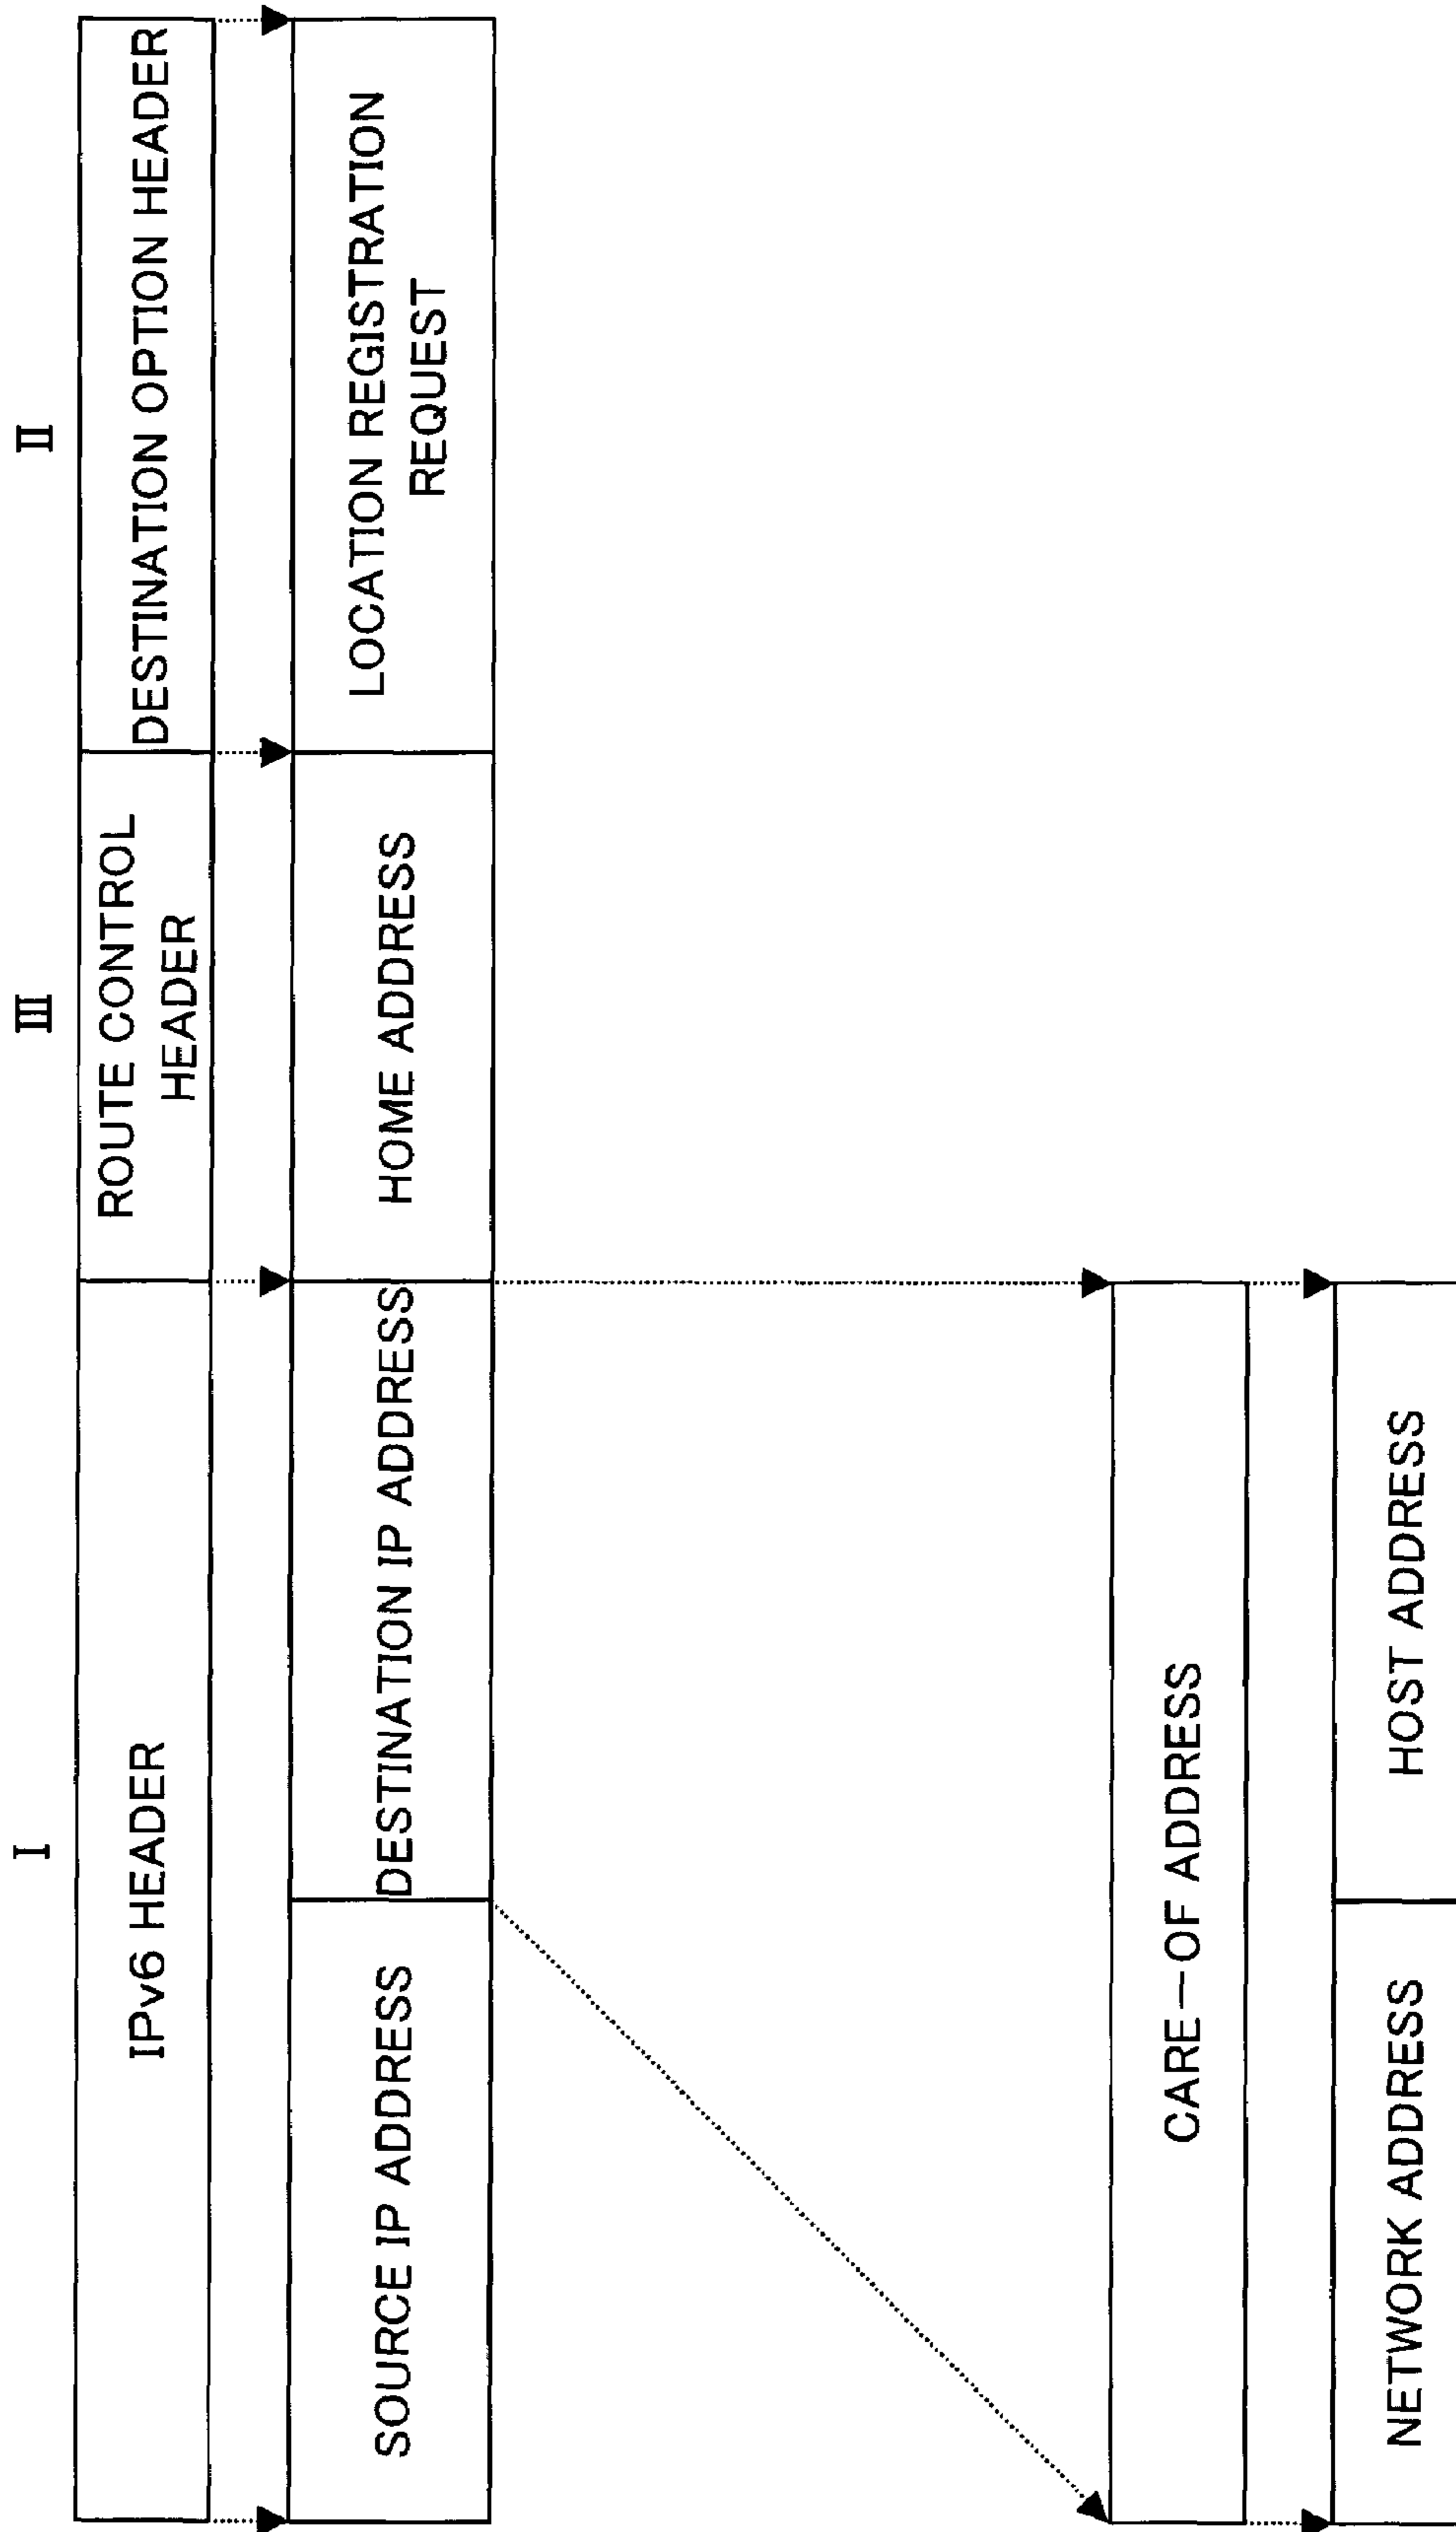 I
III
II
IPv6 HEADER
ROUTE CONTROL
HEADER
DESTINATION OPTION HEADER
SOURCE IP ADDRESS
DESTINATION IP ADDRESS
HOME ADDRESS
LOCATION REGISTRATION
REQUEST
CARE-OF ADDRESS
NETWORK ADDRESS
HOST ADDRESS